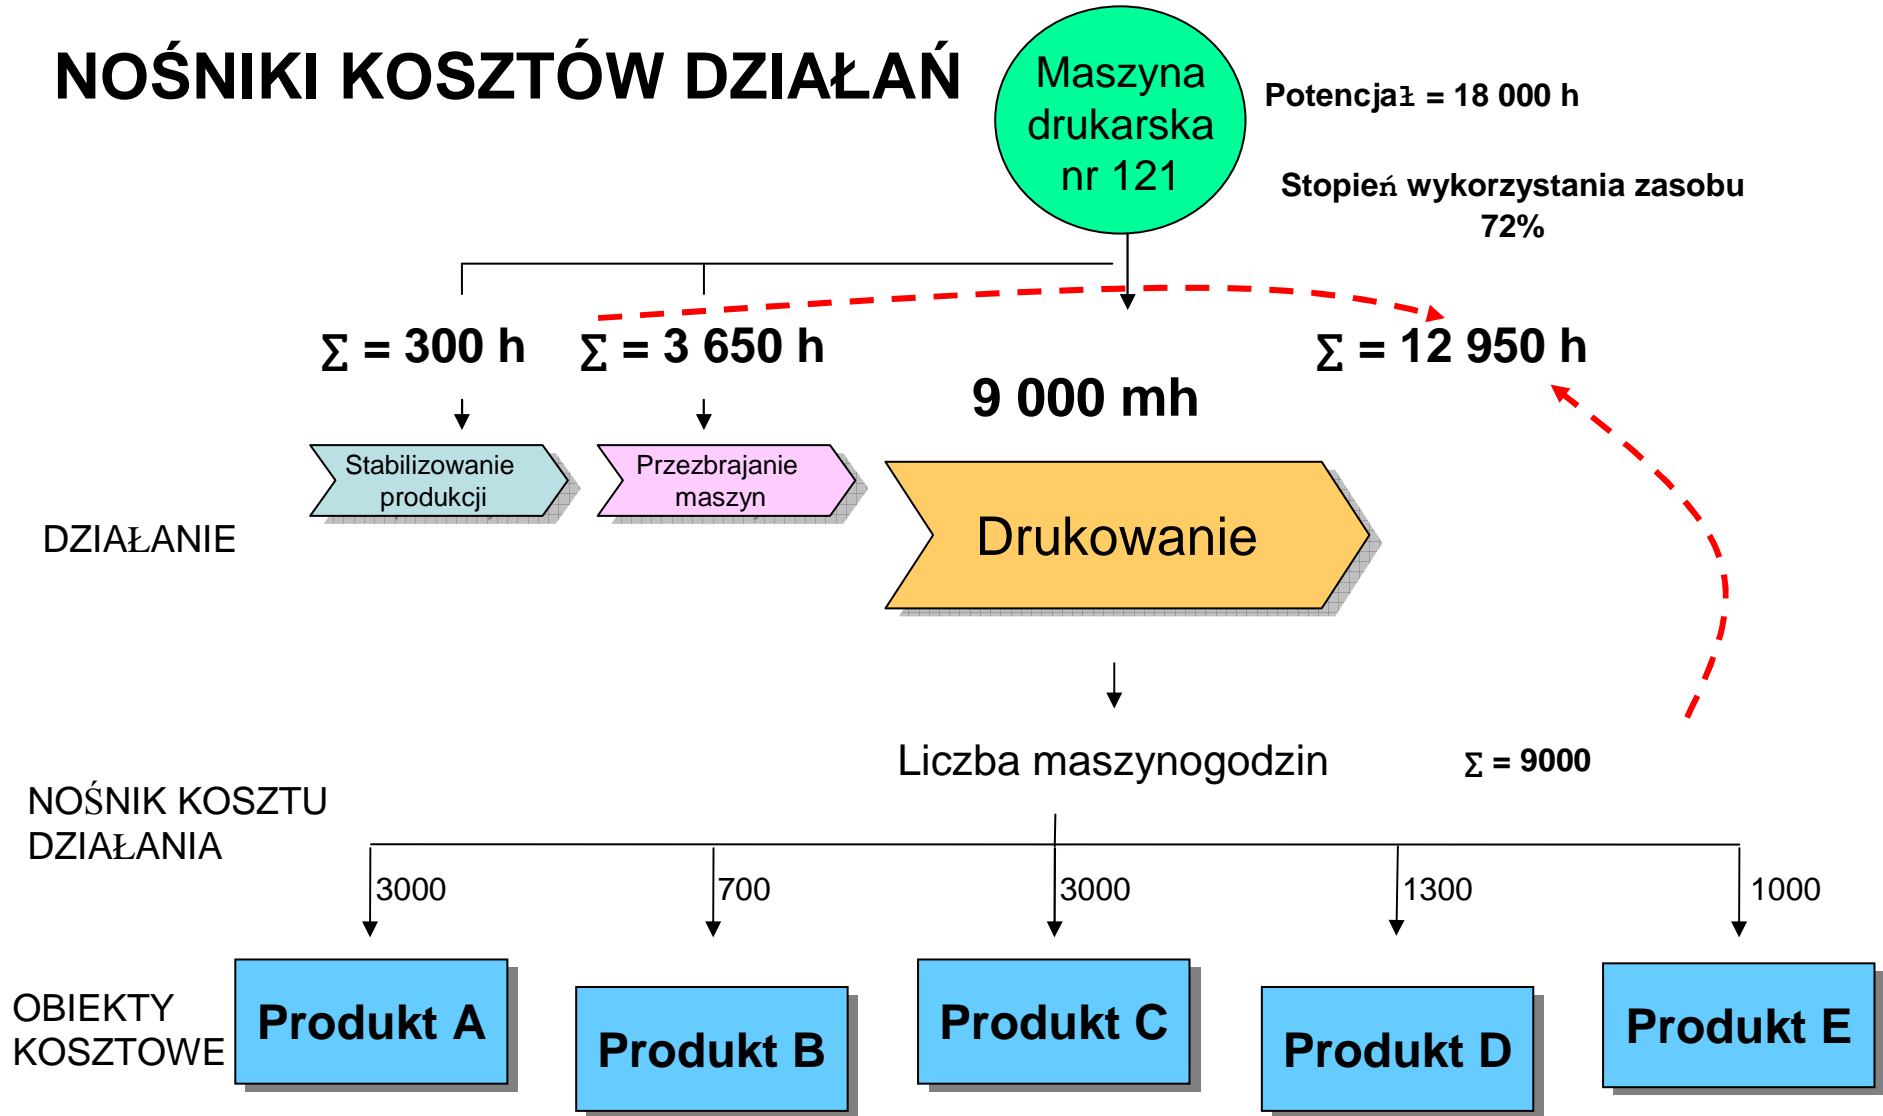 NOŚNIKI KOSZTÓW DZIAŁAŃ
Maszyna
drukarska
nr 121
Potencjał = 18 000 h
Stopień wykorzystania zasobu
72%
∑ = 300 h
∑ = 3 650 h
∑ = 12 950 h
9 000 mh
Stabilizowanie
produkcji
Przezbrajanie
maszyn
Drukowanie
DZIAŁANIE
Liczba maszynogodzin
∑ = 9000
NOŚNIK KOSZTU
DZIAŁANIA
3000
700
3000
1300
1000
OBIEKTY
KOSZTOWE
Produkt A
Produkt B
Produkt C
Produkt D
Produkt E